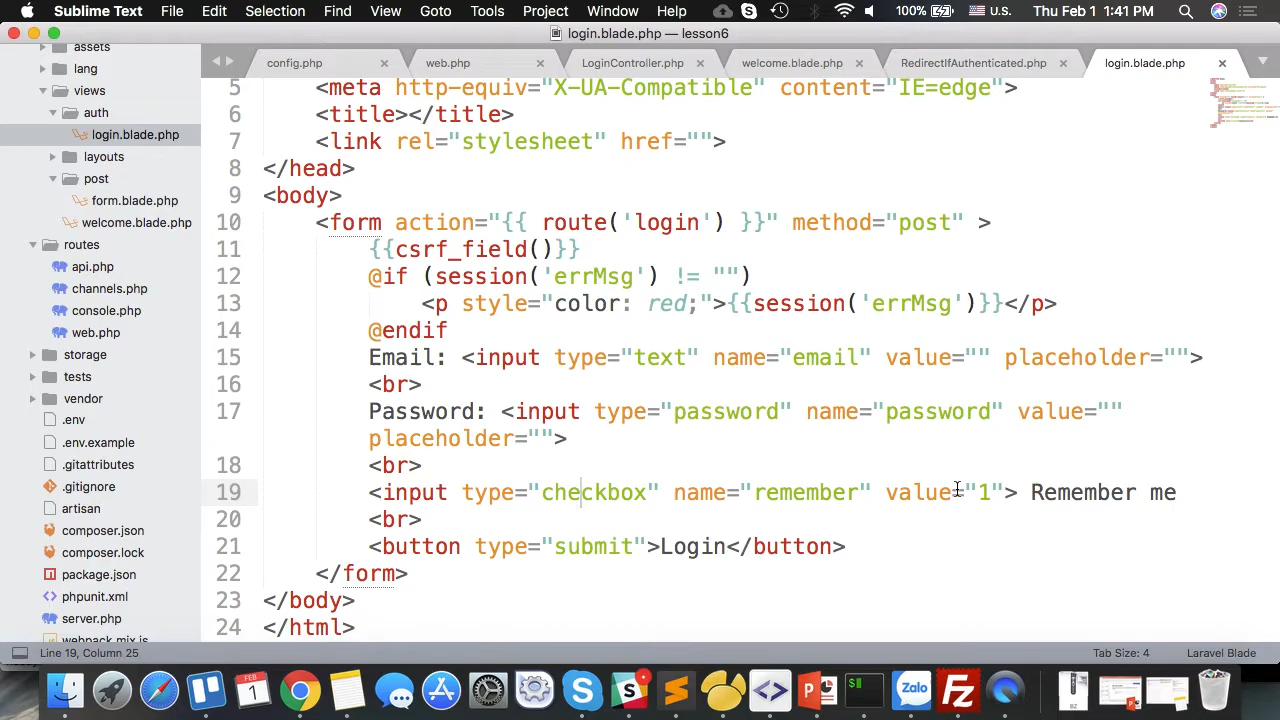 Sublime Text File Edit Selection Find View Goto Tools Project Window Help 100% U.S. Thu Feb 1 1:41 PM
login.blade.php — lesson6
assets
lang
views
auth
login.blade.php
layouts
post
form.blade.php
welcome.blade.php
routes
api.php
channels.php
console.php
web.php
storage
tests
vendor
.env
.env.example
.gitattributes
.gitignore
artisan
composer.json
composer.lock
package.json
phpunit.xml
server.php
webpack.mix.js
config.php web.php LoginController.php welcome.blade.php RedirectIfAuthenticated.php login.blade.php
5 <meta http-equiv="X-UA-Compatible" content="IE=edge">
6 <title></title>
7 <link rel="stylesheet" href="">
8 </head>
9 <body>
10 <form action="{{ route('login') }}" method="post" >
11 {{csrf_field()}}
12 @if (session('errMsg') != "")
13 <p style="color: red;">{{session('errMsg')}}</p>
14 @endif
15 Email: <input type="text" name="email" value="" placeholder="">
16 <br>
17 Password: <input type="password" name="password" value=""
placeholder="">
18 <br>
19 <input type="checkbox" name="remember" value="1"> Remember me
20 <br>
21 <button type="submit">Login</button>
22 </form>
23 </body>
24 </html>
Line 19, Column 25 Tab Size: 4 Laravel Blade
FEB
1
Zalo
BZ